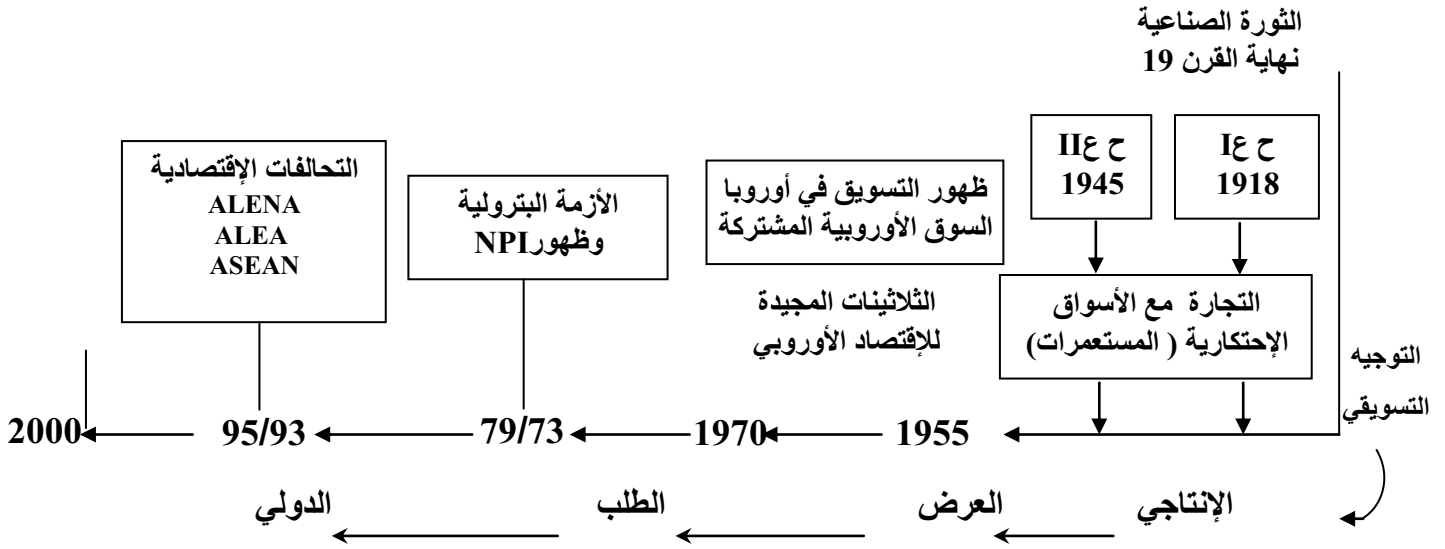 الثورة الصناعية
نهاية القرن 19
ح عI
1918
ح عII
1945
ظهور التسويق في أوروبا
السوق الأوروبية المشتركة
الأزمة البترولية
وظهورNPI
التحالفات الإقتصادية
ALENA
ALEA
ASEAN
التجارة مع الأسواق
الإحتكارية ( المستعمرات)
الثلاثينات المجيدة
للإقتصاد الأوروبي
التوجيه
التسويقي
1955
1970
79/73
95/93
2000
الإنتاجي
العرض
الطلب
الدولي